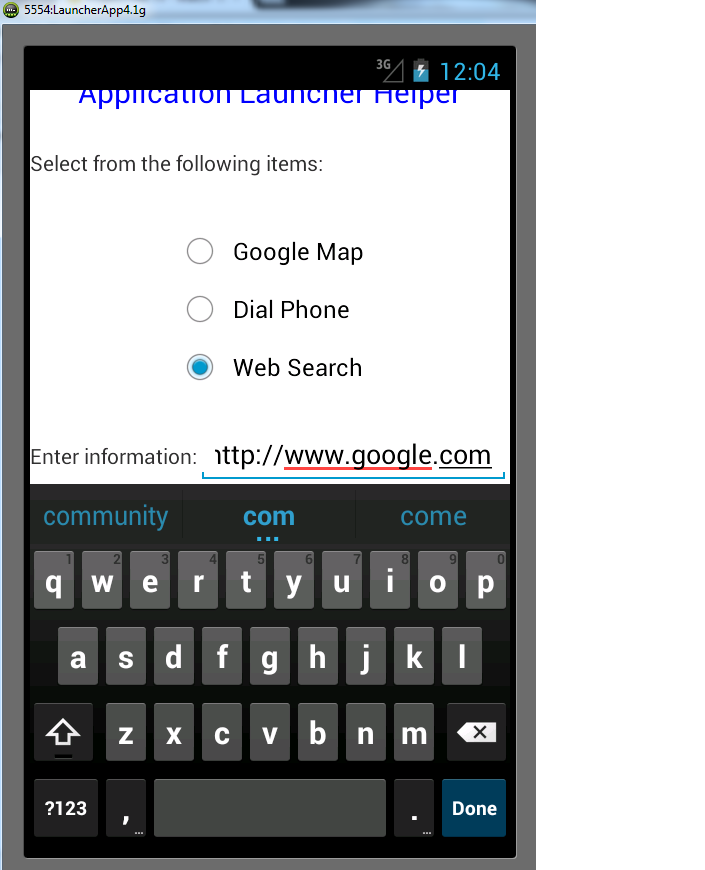 5554:LauncherApp4.1g
3G 12:04
Application Launcher Helper
Select from the following items:
Google Map
Dial Phone
Web Search
Enter information: http://www.google.com
community com come
1 2 3 4 5 6 7 8 9 0
q w e r t y u i o p
a s d f g h j k l
z x c v b n m
?123 , ... . ... Done